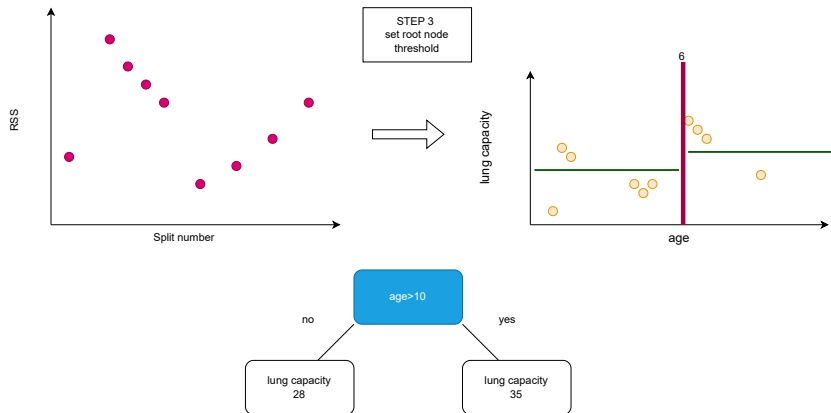 STEP 3
set root node
threshold
RSS
Split number
6
lung capacity
age
age>10
no
yes
lung capacity
28
lung capacity
35